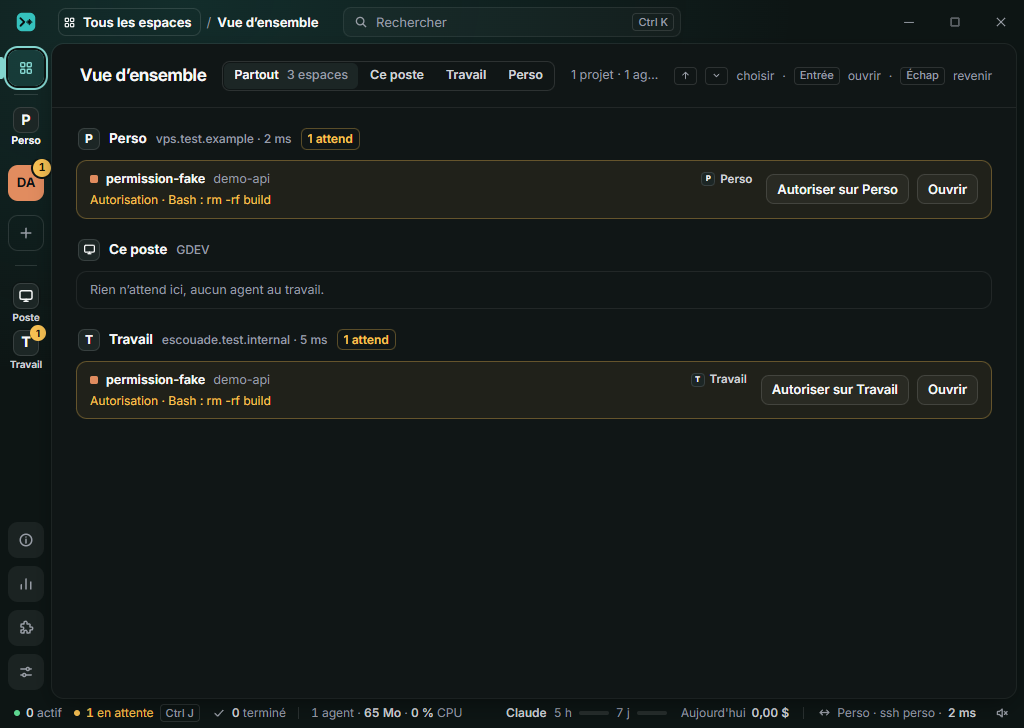 Tous les espaces / Vue d’ensemble
Rechercher Ctrl K
P
Perso
DA 1
Poste
T 1
Travail
Vue d’ensemble
Partout 3 espaces Ce poste Travail Perso
1 projet · 1 ag… ↑ choisir · Entrée ouvrir · Échap revenir
P Perso vps.test.example · 2 ms 1 attend
permission-fake demo-api P Perso Autoriser sur Perso Ouvrir
Autorisation · Bash : rm -rf build
Ce poste GDEV
Rien n’attend ici, aucun agent au travail.
T Travail escouade.test.internal · 5 ms 1 attend
permission-fake demo-api T Travail Autoriser sur Travail Ouvrir
Autorisation · Bash : rm -rf build
0 actif 1 en attente Ctrl J 0 terminé 1 agent · 65 Mo · 0 % CPU Claude 5 h 7 j Aujourd'hui 0,00 $ Perso · ssh perso · 2 ms